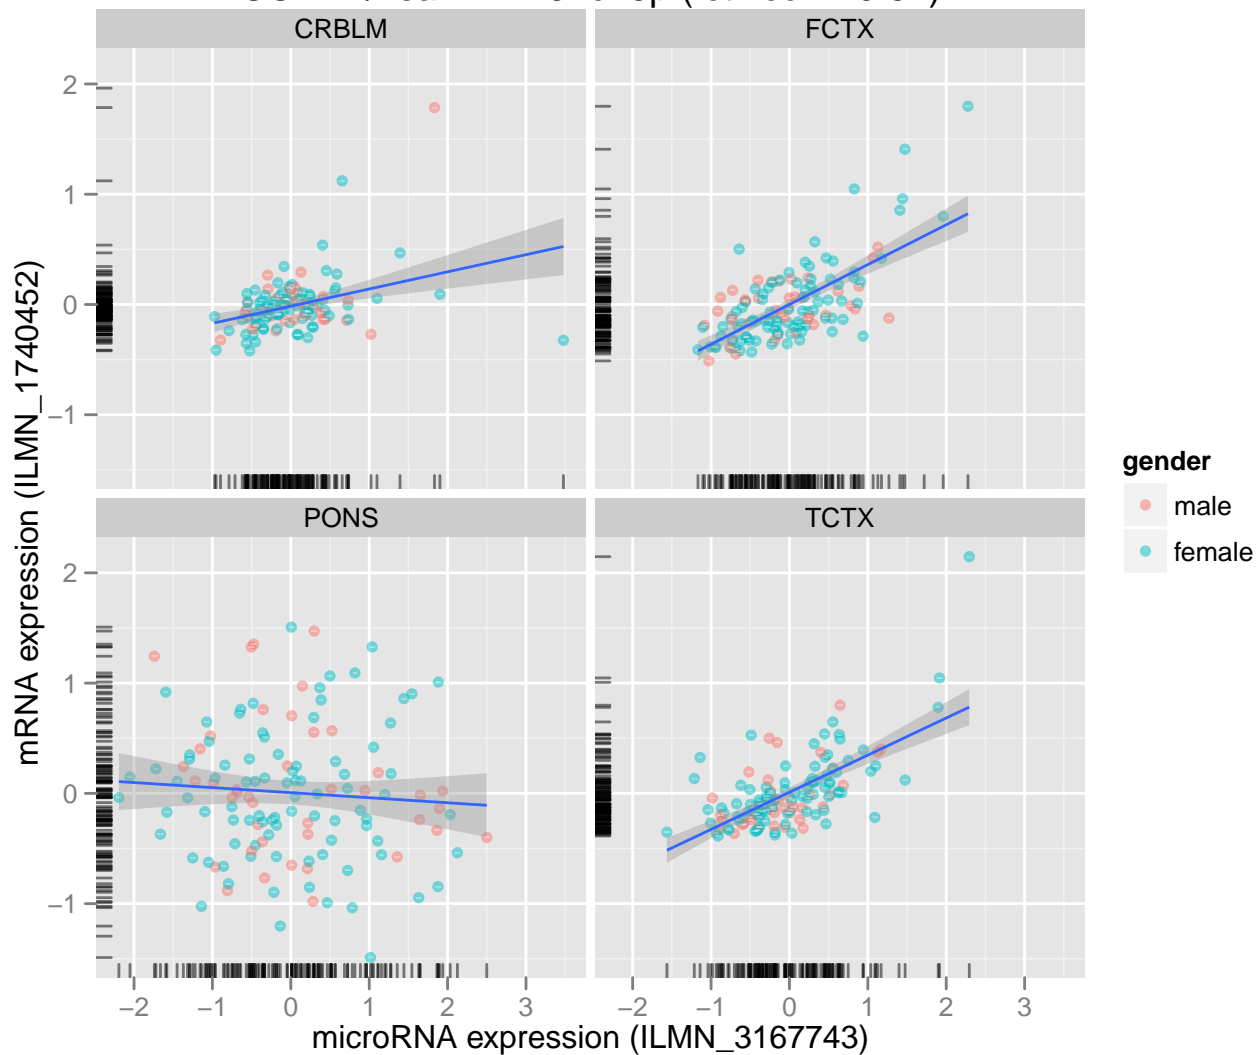 CRBLM
FCTX
2
1
0
−1
PONS
TCTX
2
1
0
−1
−2 −1 0 1 2 3
−2 −1 0 1 2 3
microRNA expression (ILMN_3167743)
mRNA expression (ILMN_1740452)
gender
male
female